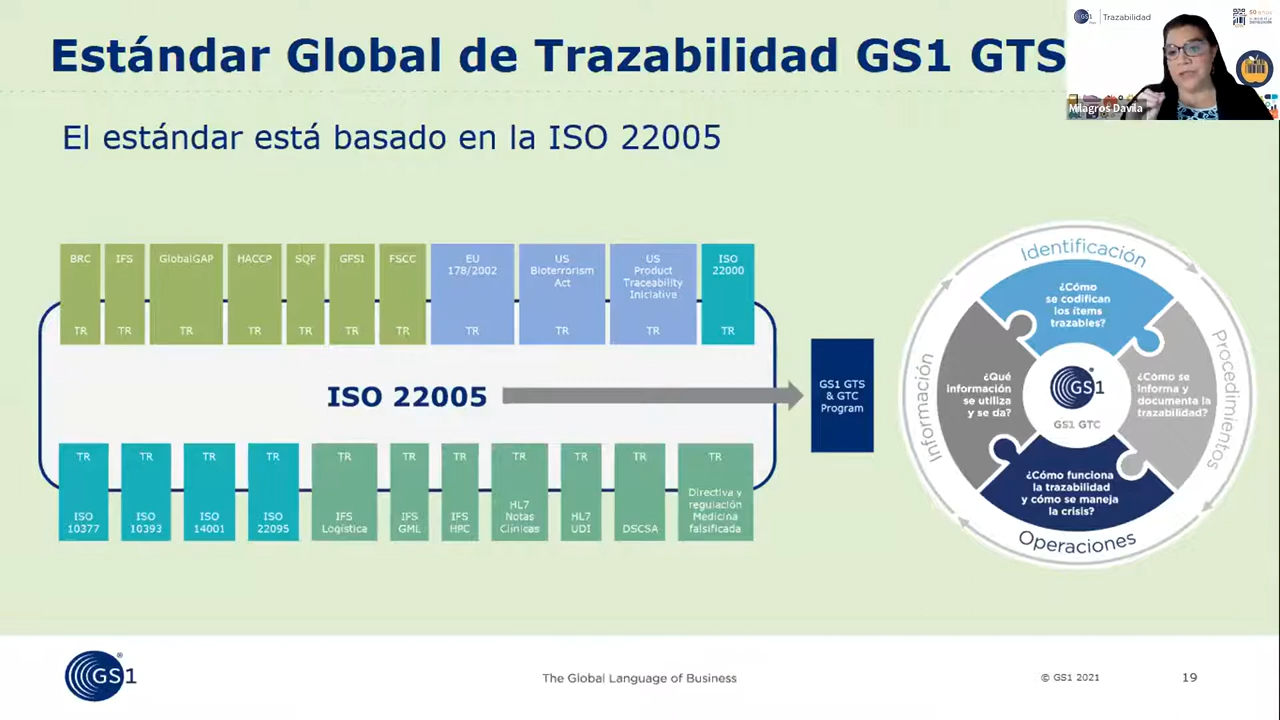 Estándar Global de Trazabilidad GS1 GTS
GS1 Trazabilidad
50 años
Milagros Davila
El estándar está basado en la ISO 22005
BRC
TR
IFS
TR
GlobalGAP
TR
HACCP
TR
SQF
TR
GFSI
TR
FSCC
TR
EU
178/2002
TR
US
Bioterrorism
Act
TR
US
Product
Traceability
Iniciative
TR
ISO
22000
TR
ISO 22005
GS1 GTS
& GTC
Program
TR
ISO
10377
TR
ISO
10393
TR
ISO
14001
TR
ISO
22095
TR
IFS
Logística
TR
IFS
GML
TR
IFS
HPC
TR
HL7
Notas
Clínicas
TR
HL7
UDI
TR
DSCSA
TR
Directiva y
regulación
Medicina
falsificada
Identificación
¿Cómo
se codifican
los ítems
trazables?
Procedimientos
¿Cómo se
informa y
documenta la
trazabilidad?
Información
¿Qué
información
se utiliza
y se da?
GS1
GS1 GTC
¿Cómo funciona
la trazabilidad
y cómo se maneja
la crisis?
Operaciones
GS1
The Global Language of Business
© GS1 2021
19